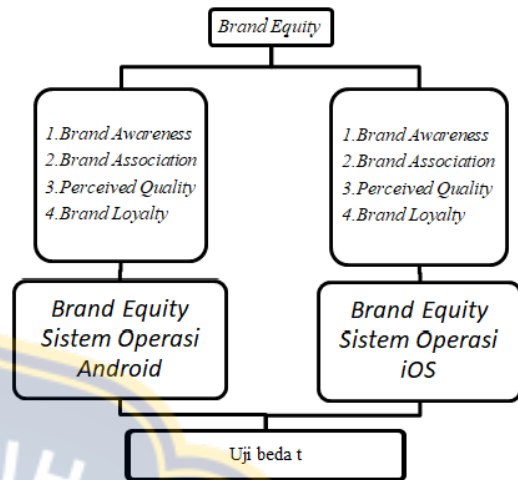 Brand Equity
1.Brand Awareness
2.Brand Association
3.Perceived Quality
4.Brand Loyalty
1.Brand Awareness
2.Brand Association
3.Perceived Quality
4.Brand Loyalty
Brand Equity
Sistem Operasi
Android
Brand Equity
Sistem Operasi
iOS
Uji beda t